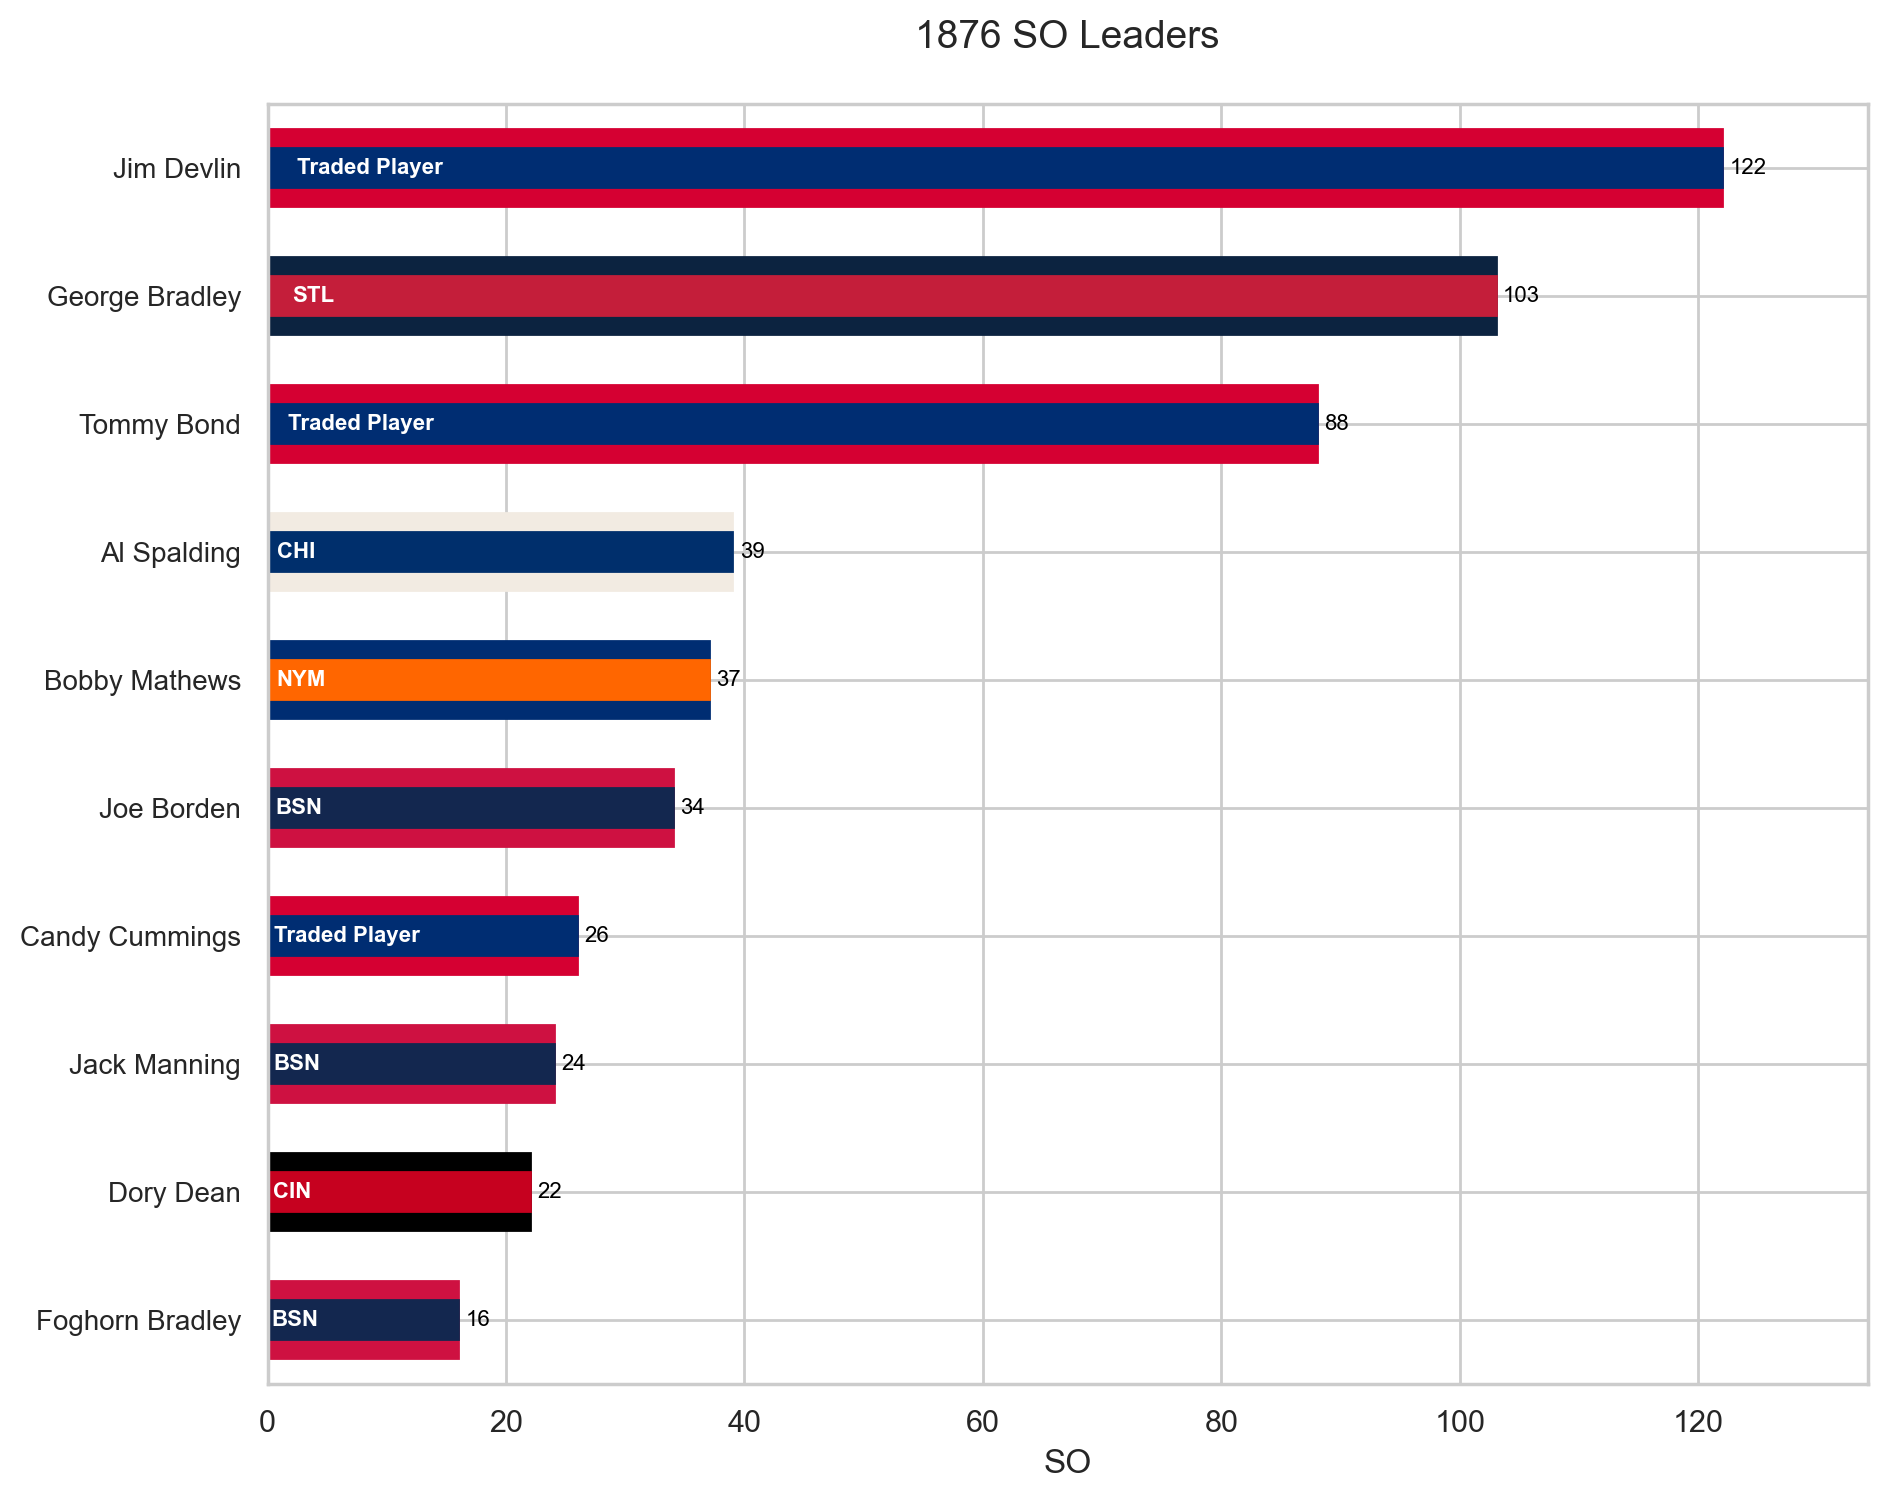 1876 SO Leaders
Jim Devlin
Traded Player
122
George Bradley
STL
103
Tommy Bond
Traded Player
88
Al Spalding
CHI
39
Bobby Mathews
NYM
37
Joe Borden
BSN
34
Candy Cummings
Traded Player
26
Jack Manning
BSN
24
Dory Dean
CIN
22
Foghorn Bradley
BSN
16
0 20 40 60 80 100 120
SO